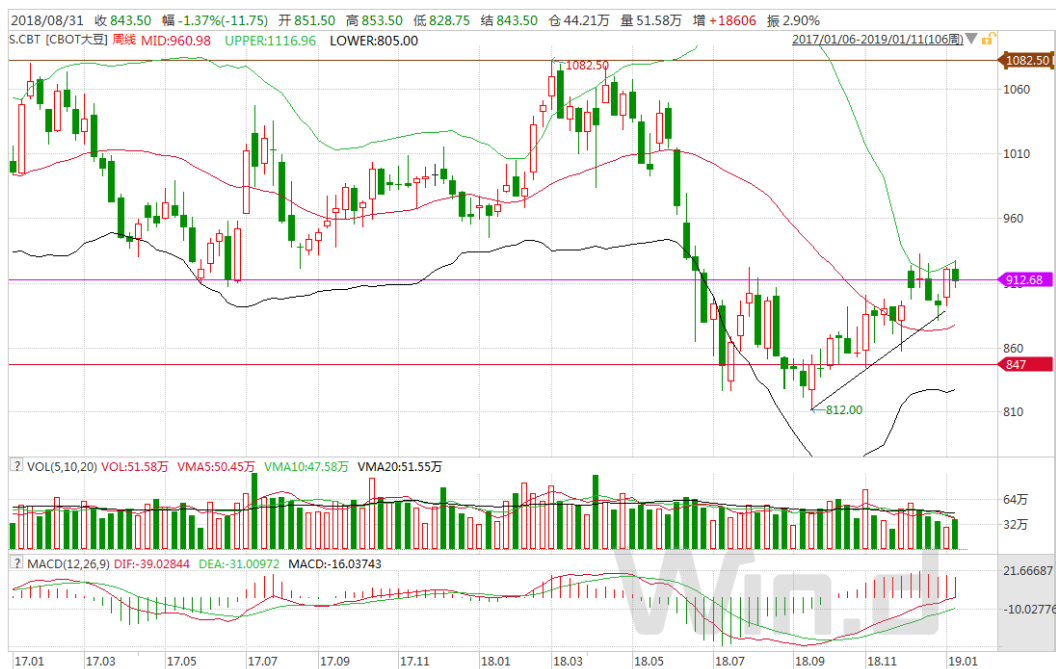 2018/08/31 收 843.50 幅 -1.37%(-11.75) 开 851.50 高 853.50 低 828.75 结 843.50 仓 44.21万 量 51.58万 增 +18606 振 2.90%
S.CBT [CBOT大豆] 周线 MID:960.98 UPPER:1116.96 LOWER:805.00 2017/01/06-2019/01/11(106周)
1082.50 1082.50
1060
1010
960
912.68
860
847
812.00 810
? VOL(5,10,20) VOL:51.58万 VMA5:50.45万 VMA10:47.58万 VMA20:51.55万
64万
32万
? MACD(12,26,9) DIF:-39.02844 DEA:-31.00972 MACD:-16.03743
21.66687
-10.02776
17.01 17.03 17.05 17.07 17.09 17.11 18.01 18.03 18.05 18.07 18.09 18.11 19.01